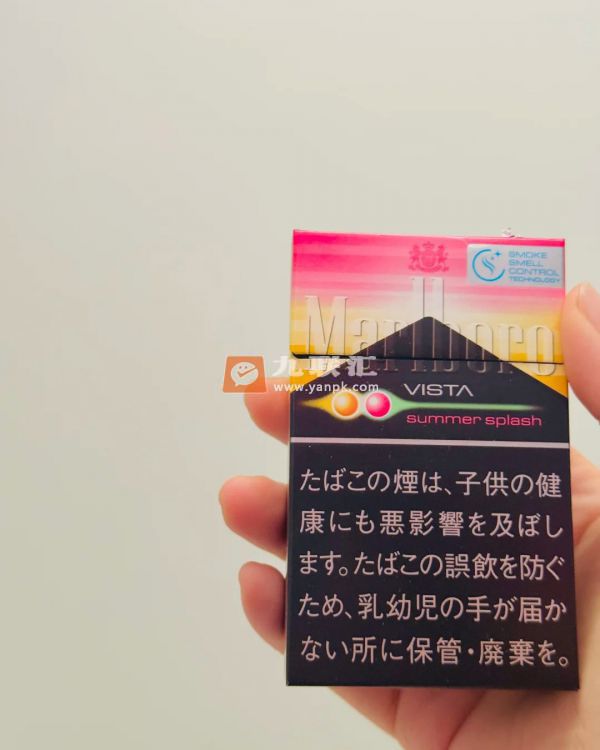 SMOKE
SMELL
CONTROL
TECHNOLOGY
Marlboro
九联汇
www.yanpk.com
VISTA
summer splash
たばこの煙は、子供の健
康にも悪影響を及ぼし
ます。たばこの誤飲を防ぐ
ため、乳幼児の手が届か
ない所に保管・廃棄を。